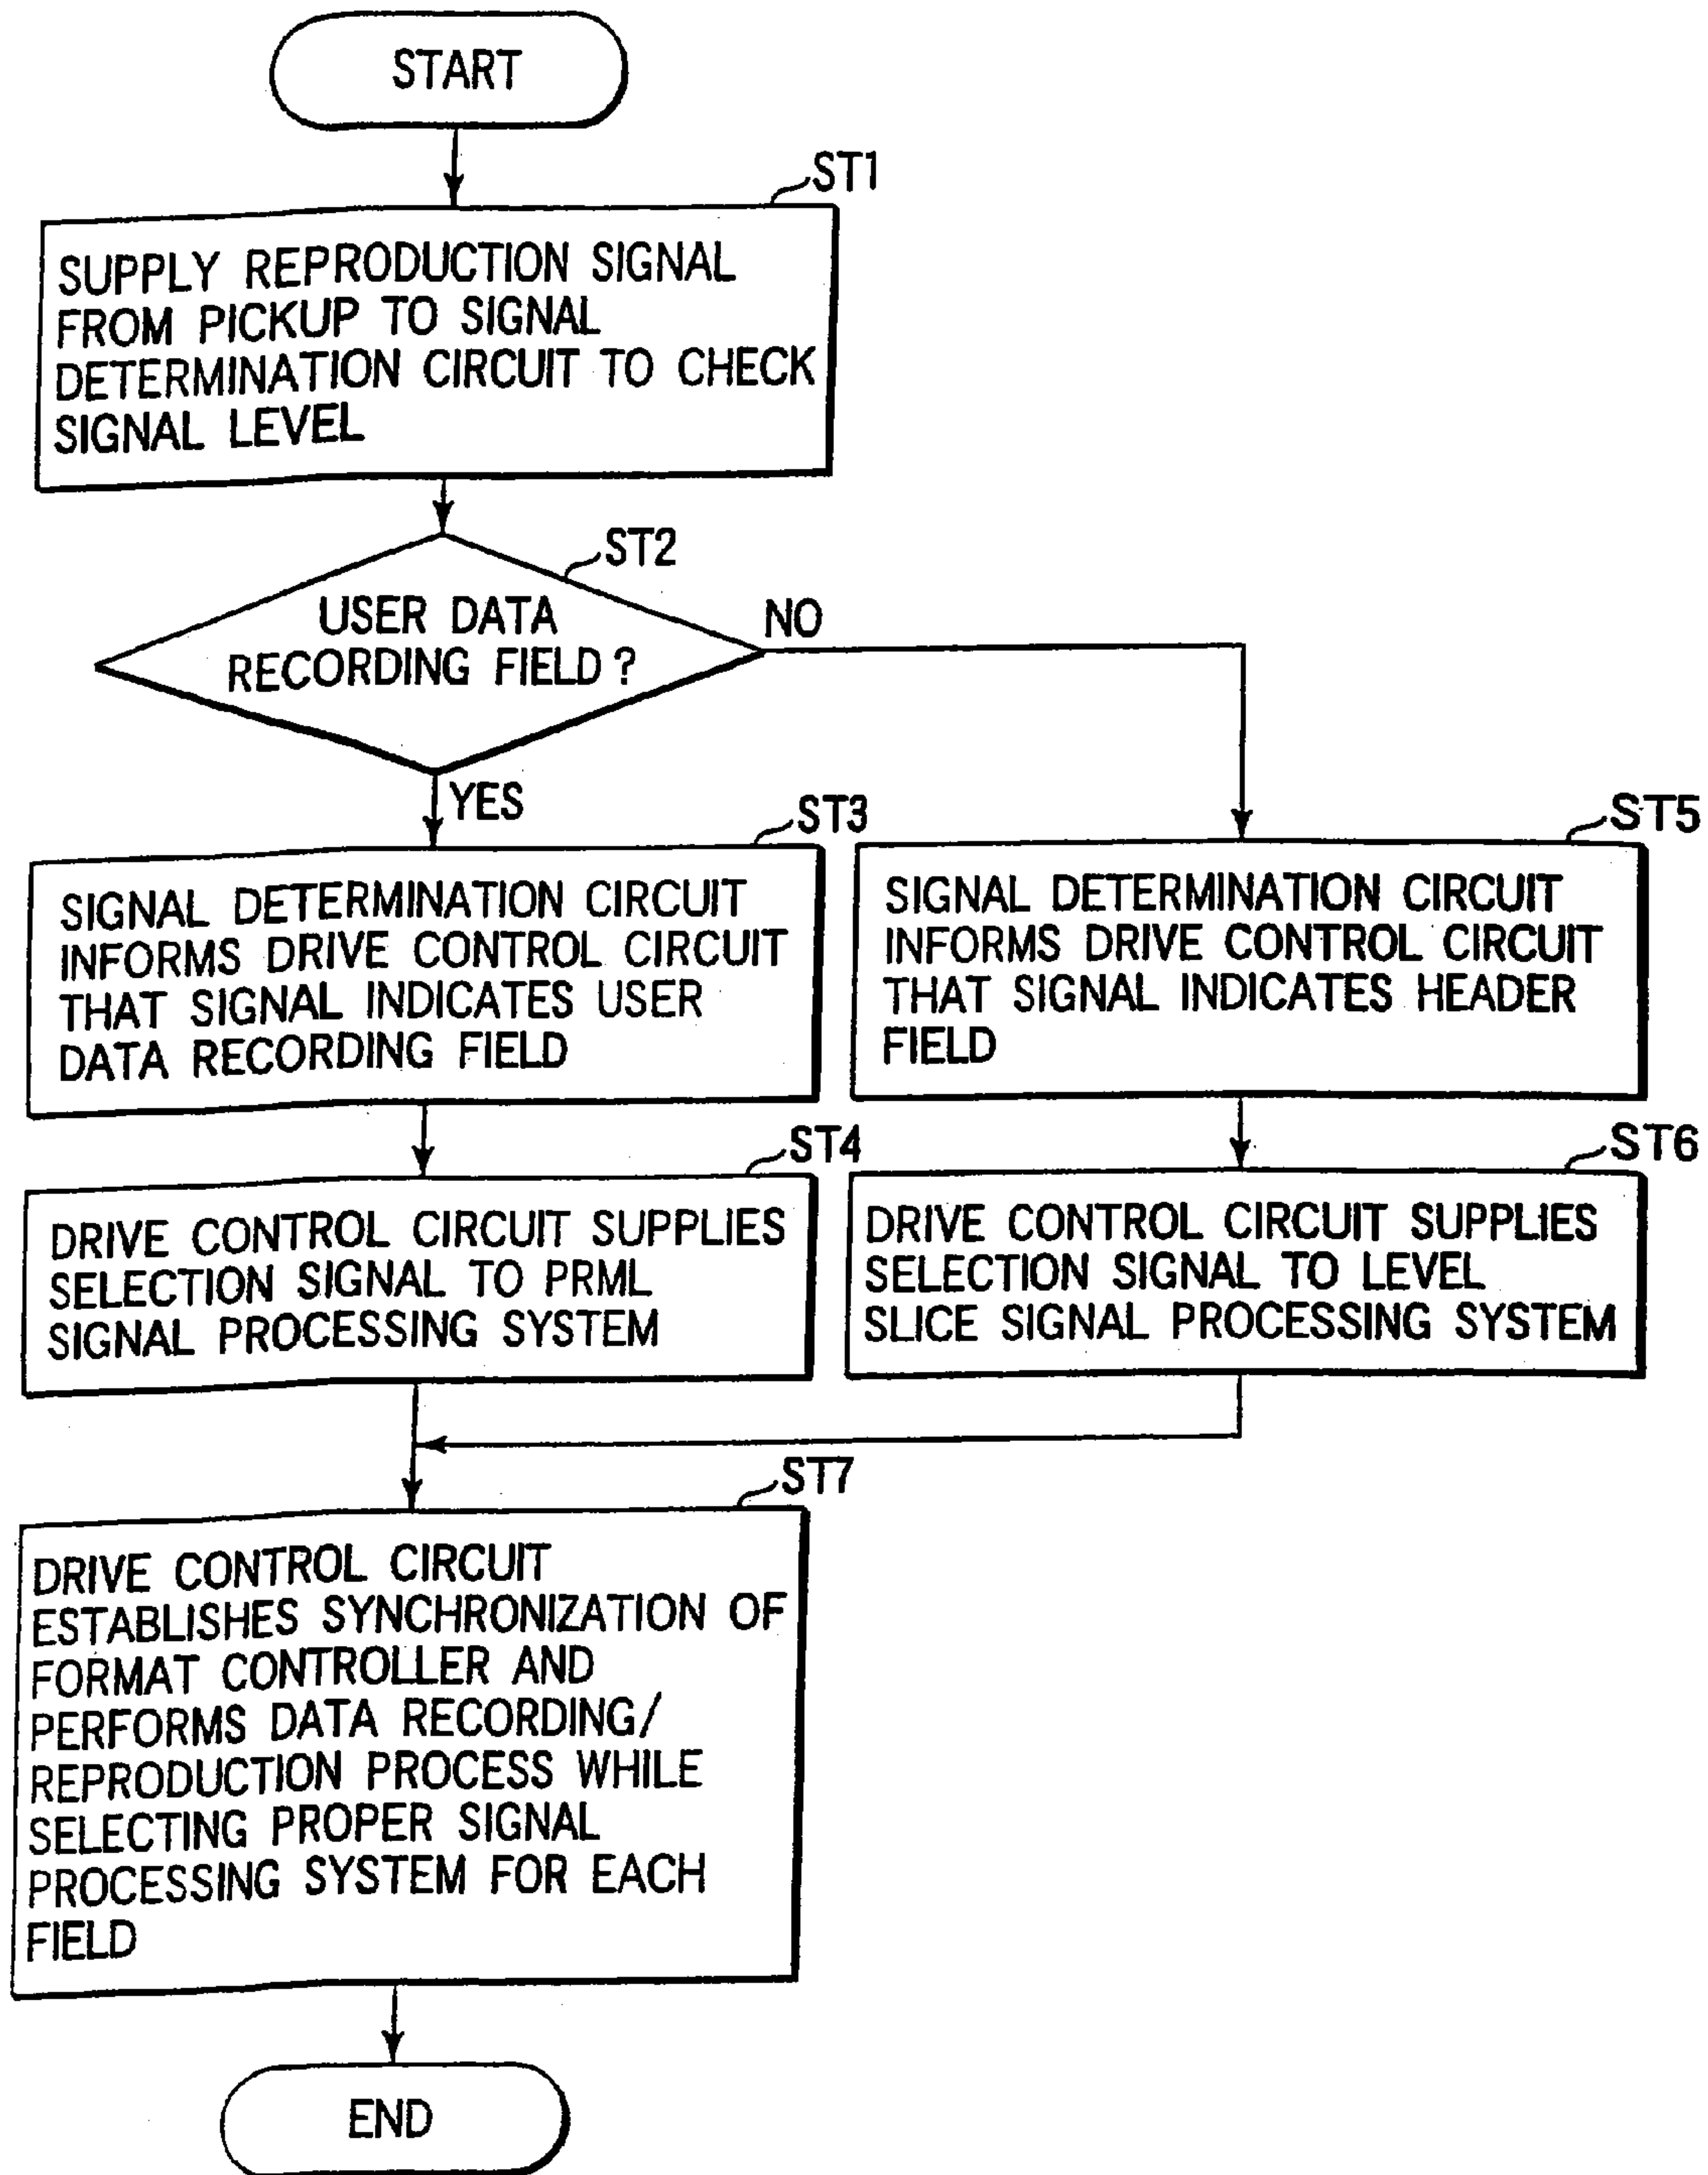 START
ST1
SUPPLY REPRODUCTION SIGNAL
FROM PICKUP TO SIGNAL
DETERMINATION CIRCUIT TO CHECK
SIGNAL LEVEL
ST2
USER DATA
RECORDING FIELD?
NO
YES
ST3
SIGNAL DETERMINATION CIRCUIT
INFORMS DRIVE CONTROL CIRCUIT
THAT SIGNAL INDICATES USER
DATA RECORDING FIELD
ST5
SIGNAL DETERMINATION CIRCUIT
INFORMS DRIVE CONTROL CIRCUIT
THAT SIGNAL INDICATES HEADER
FIELD
ST4
DRIVE CONTROL CIRCUIT SUPPLIES
SELECTION SIGNAL TO PRML
SIGNAL PROCESSING SYSTEM
ST6
DRIVE CONTROL CIRCUIT SUPPLIES
SELECTION SIGNAL TO LEVEL
SLICE SIGNAL PROCESSING SYSTEM
ST7
DRIVE CONTROL CIRCUIT
ESTABLISHES SYNCHRONIZATION OF
FORMAT CONTROLLER AND
PERFORMS DATA RECORDING/
REPRODUCTION PROCESS WHILE
SELECTING PROPER SIGNAL
PROCESSING SYSTEM FOR EACH
FIELD
END